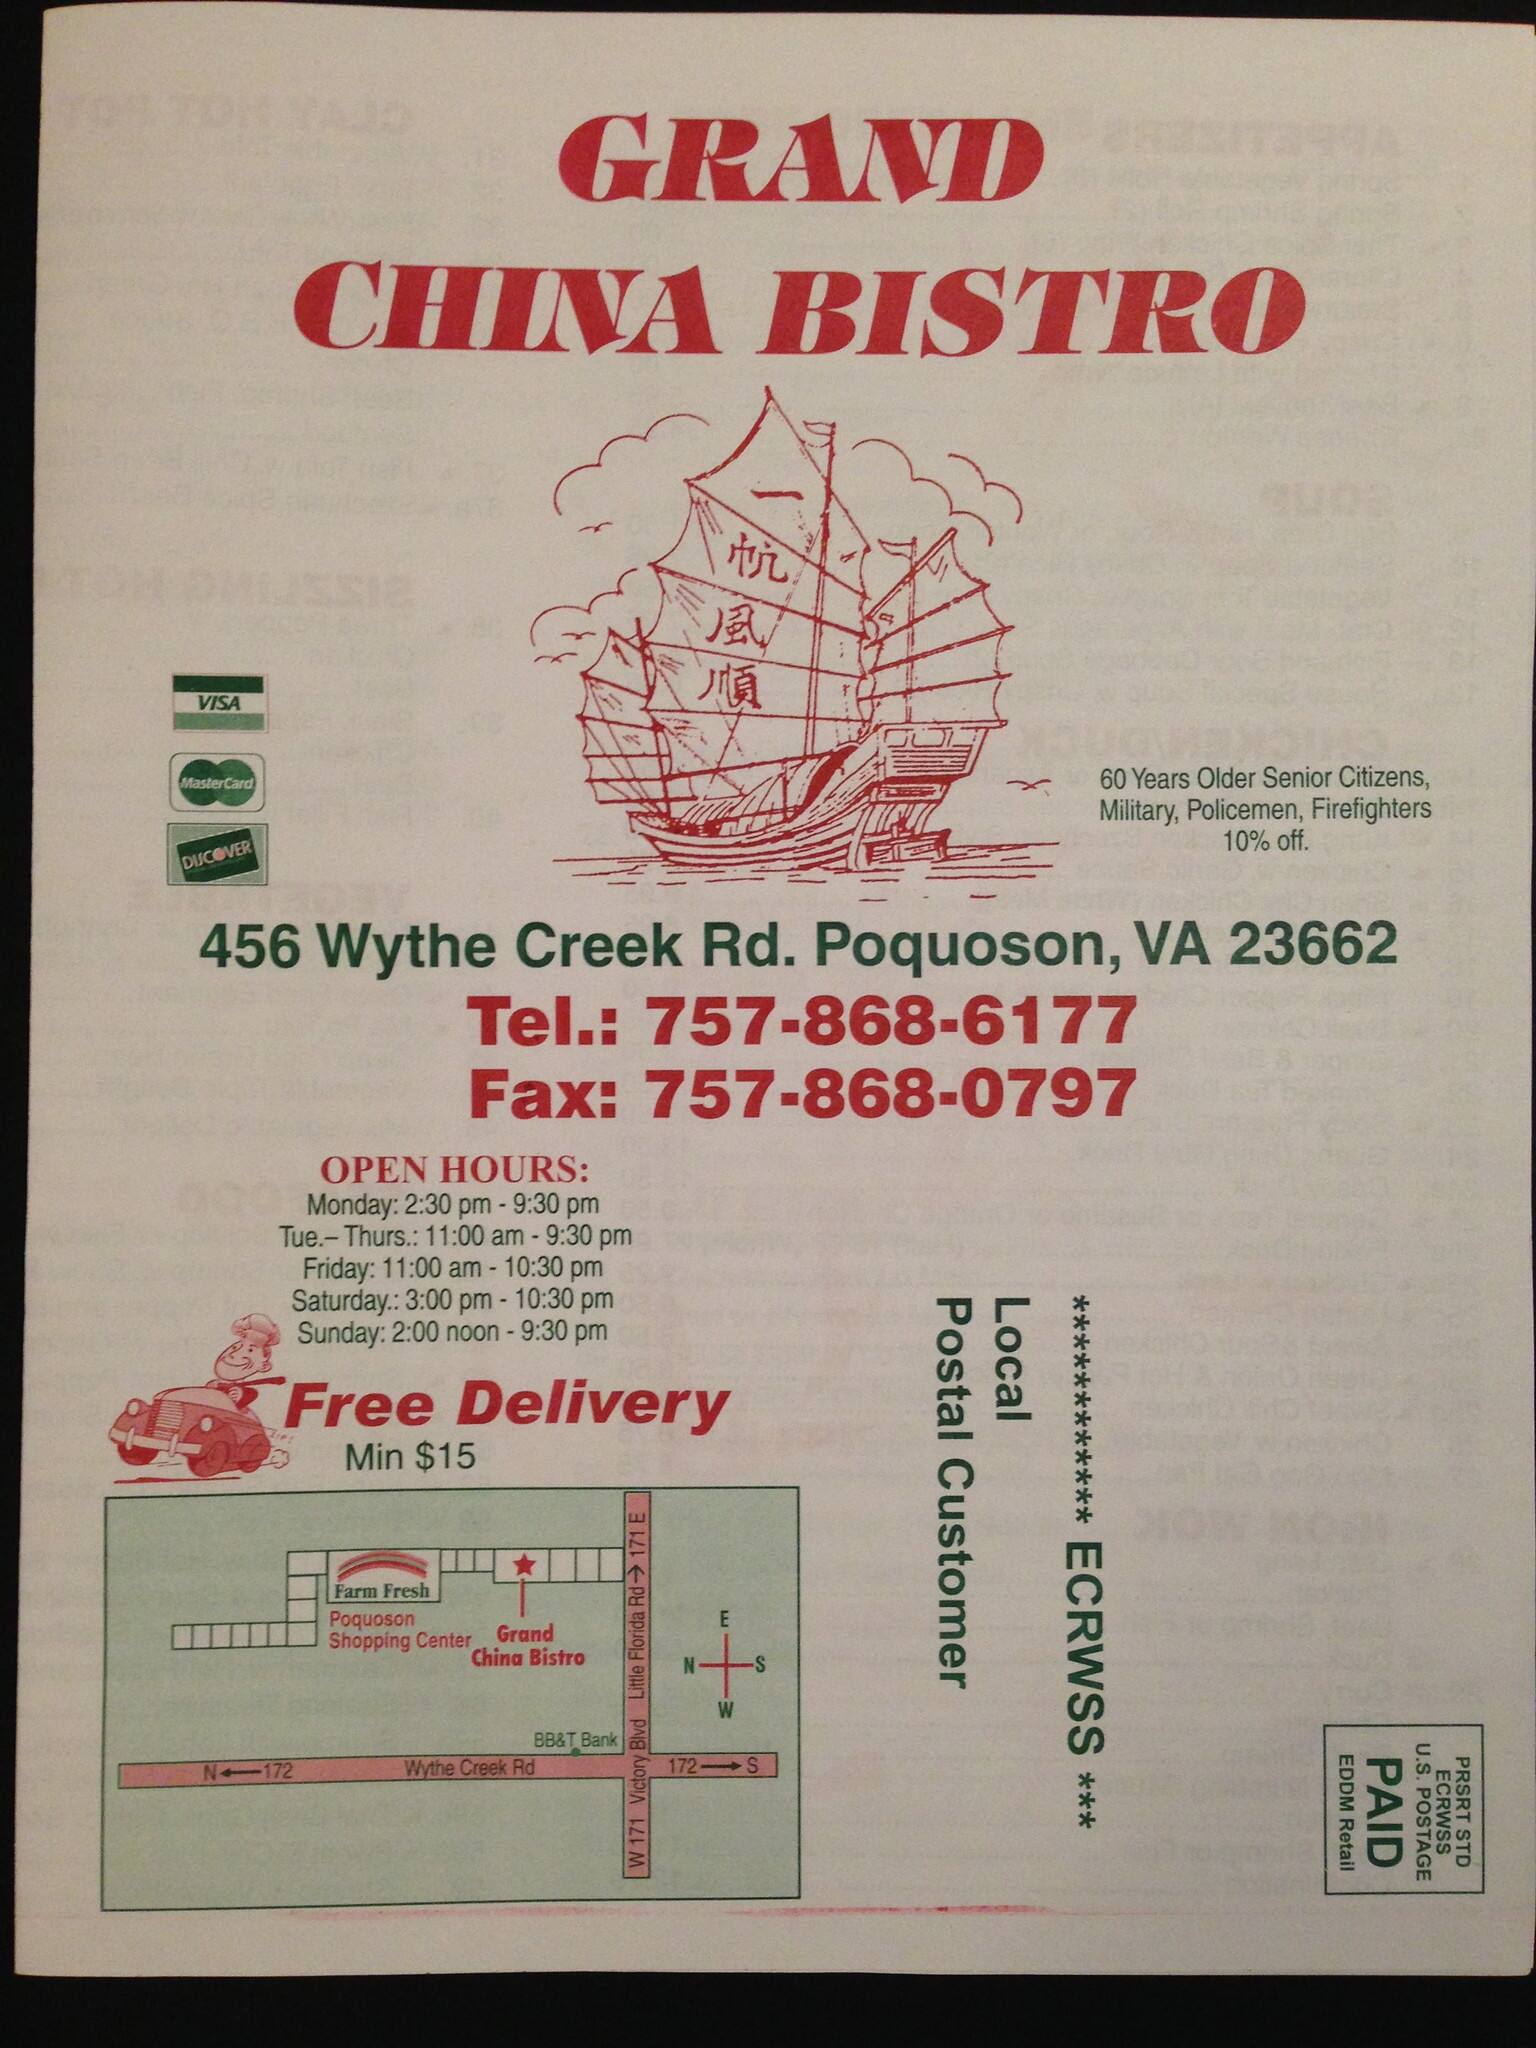 GRAND
CHINA BISTRO
一
帆
風
順
VISA
MasterCard
DISCOVER
60 Years Older Senior Citizens,
Military, Policemen, Firefighters
10% off.
456 Wythe Creek Rd. Poquoson, VA 23662
Tel.: 757-868-6177
Fax: 757-868-0797
OPEN HOURS:
Monday: 2:30 pm - 9:30 pm
Tue.– Thurs.: 11:00 am - 9:30 pm
Friday: 11:00 am - 10:30 pm
Saturday.: 3:00 pm - 10:30 pm
Sunday: 2:00 noon - 9:30 pm
Free Delivery
Min $15
Farm Fresh
Poquoson
Shopping Center
Grand
China Bistro
W 171 Victory Blvd Little Florida Rd → 171 E
E
N S
W
BB&T Bank
N ← 172 Wythe Creek Rd 172 → S
************** ECRWSS ***
Local
Postal Customer
PRSRT STD
ECRWSS
U.S. POSTAGE
PAID
EDDM Retail